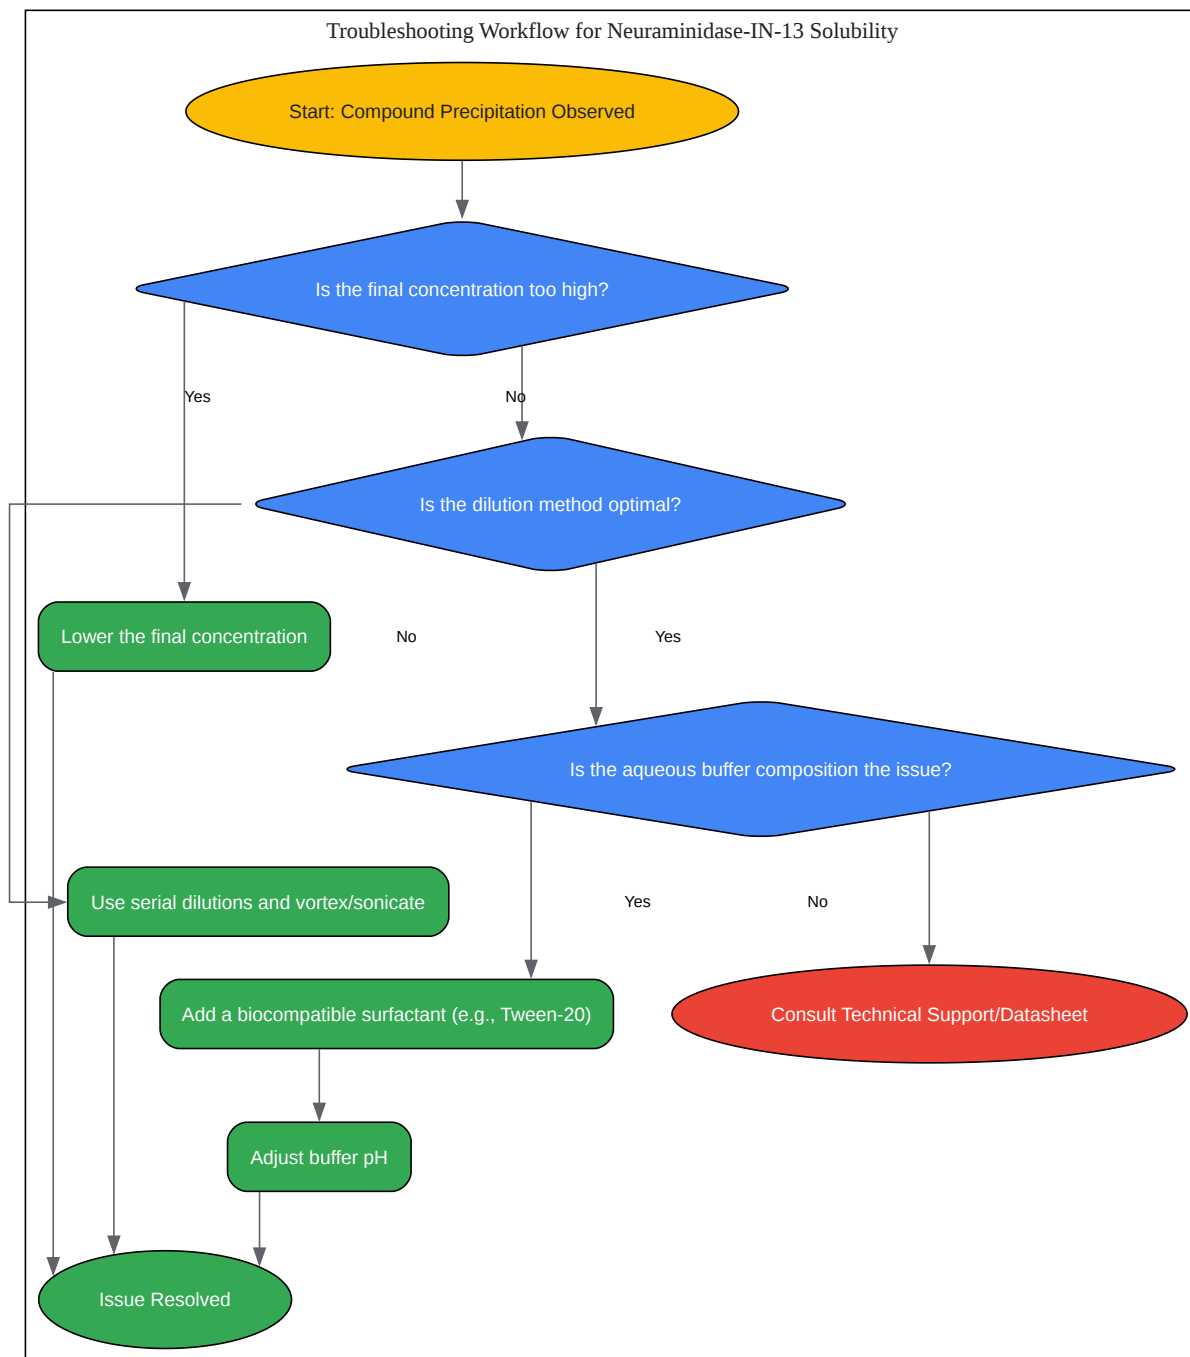 Troubleshooting Workflow for Neuraminidase-IN-13 Solubility
Start: Compound Precipitation Observed
Is the final concentration too high?
Yes
No
Is the dilution method optimal?
Lower the final concentration
No
Yes
Is the aqueous buffer composition the issue?
Use serial dilutions and vortex/sonicate
Yes
No
Add a biocompatible surfactant (e.g., Tween-20)
Consult Technical Support/Datasheet
Adjust buffer pH
Issue Resolved